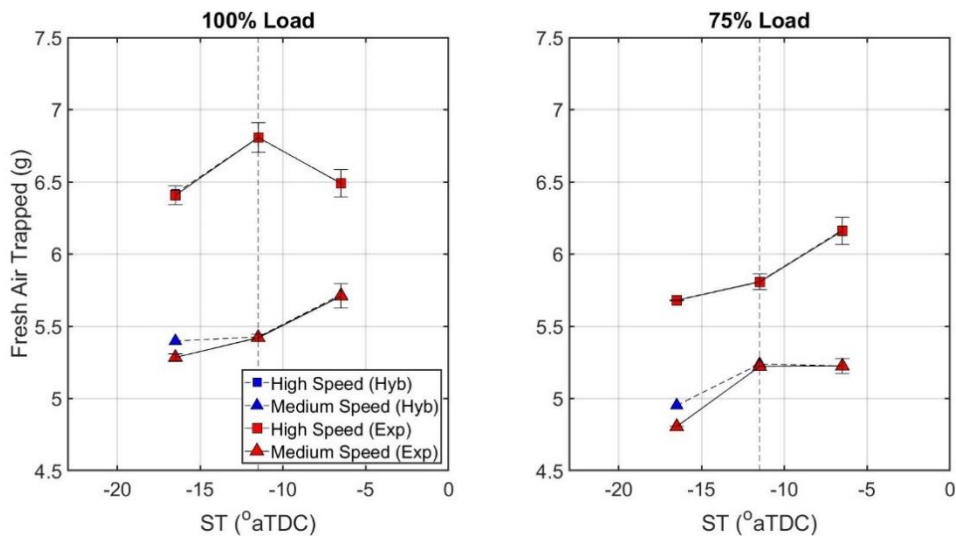 100% Load
7.5
7
6.5
6
5.5
5
4.5
Fresh Air Trapped (g)
High Speed (Hyb)
Medium Speed (Hyb)
High Speed (Exp)
Medium Speed (Exp)
-20
-15
-10
-5
0
ST (°aTDC)
75% Load
7.5
7
6.5
6
5.5
5
4.5
-20
-15
-10
-5
0
ST (°aTDC)